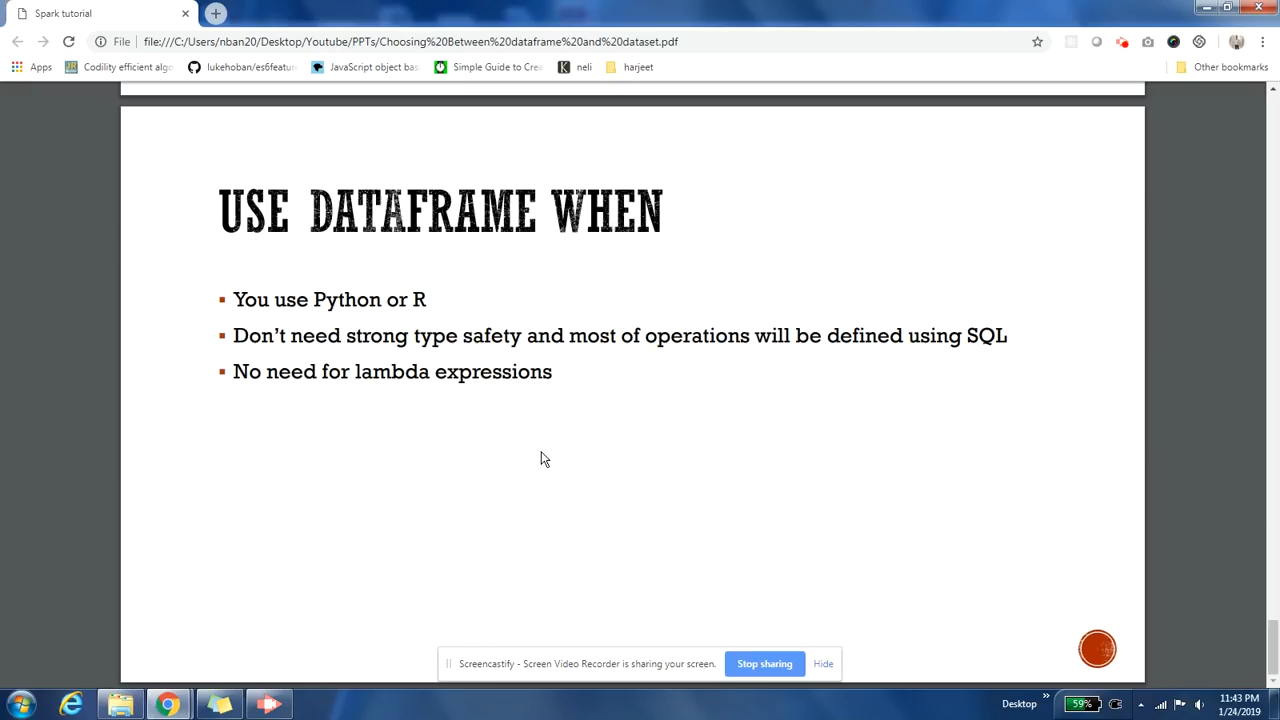 Spark tutorial
File
file:///C:/Users/nban20/Desktop/Youtube/PPTs/Choosing%20Between%20dataframe%20and%20dataset.pdf
Apps
Codility efficient algo
lukehoban/es6featur
JavaScript object bas
Simple Guide to Crea
neli
harjeet
Other bookmarks
USE DATAFRAME WHEN
▪ You use Python or R
▪ Don't need strong type safety and most of operations will be defined using SQL
▪ No need for lambda expressions
Screencastify - Screen Video Recorder is sharing your screen.
Stop sharing
Hide
Desktop
59%
11:43 PM
1/24/2019